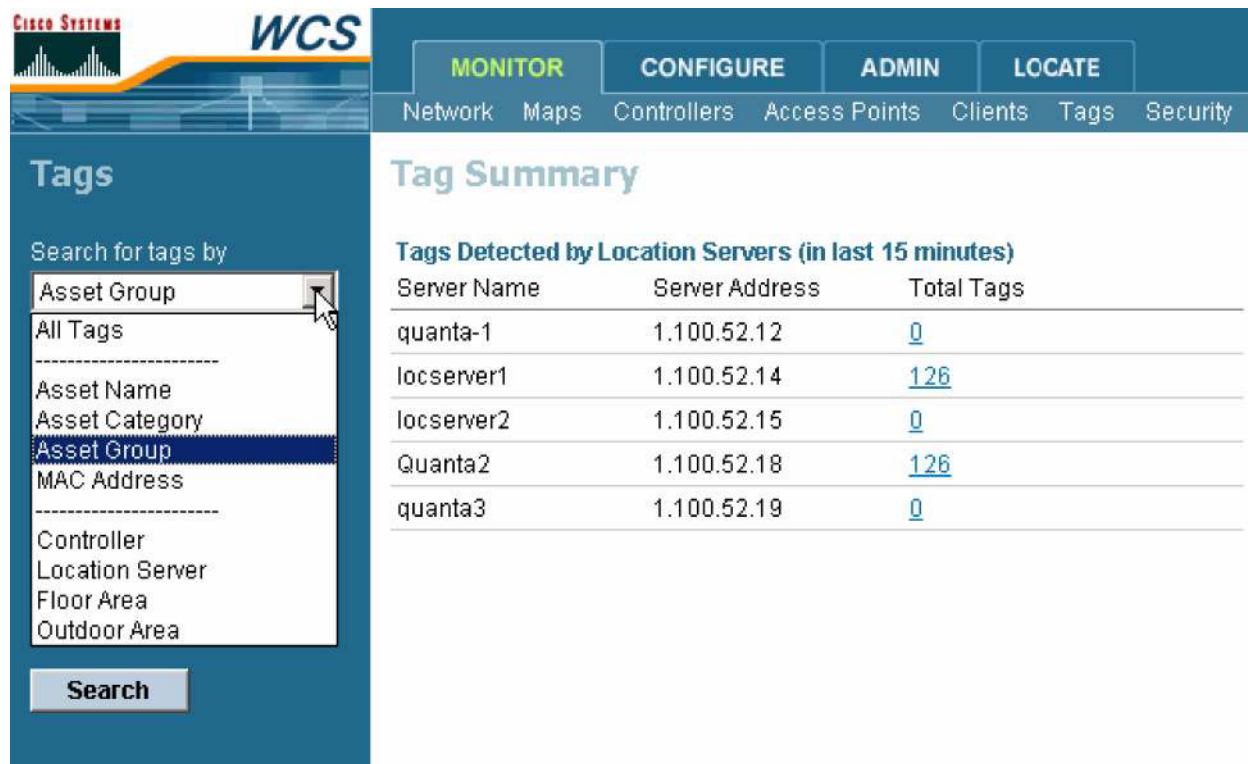 CISCO SYSTEMS
WCS
MONITOR CONFIGURE ADMIN LOCATE
Network Maps Controllers Access Points Clients Tags Security
Tags
Search for tags by
Asset Group
All Tags
-----------------------
Asset Name
Asset Category
Asset Group
MAC Address
-----------------------
Controller
Location Server
Floor Area
Outdoor Area
Search
Tag Summary
Tags Detected by Location Servers (in last 15 minutes)
Server Name Server Address Total Tags
quanta-1 1.100.52.12 0
locserver1 1.100.52.14 126
locserver2 1.100.52.15 0
Quanta2 1.100.52.18 126
quanta3 1.100.52.19 0